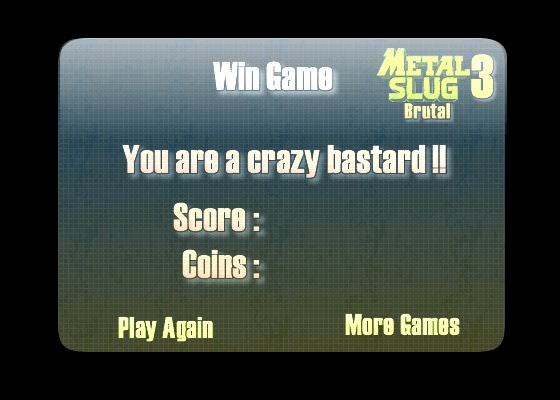 Win Game
METAL SLUG 3
Brutal
You are a crazy bastard !!
Score :
Coins :
Play Again
More Games